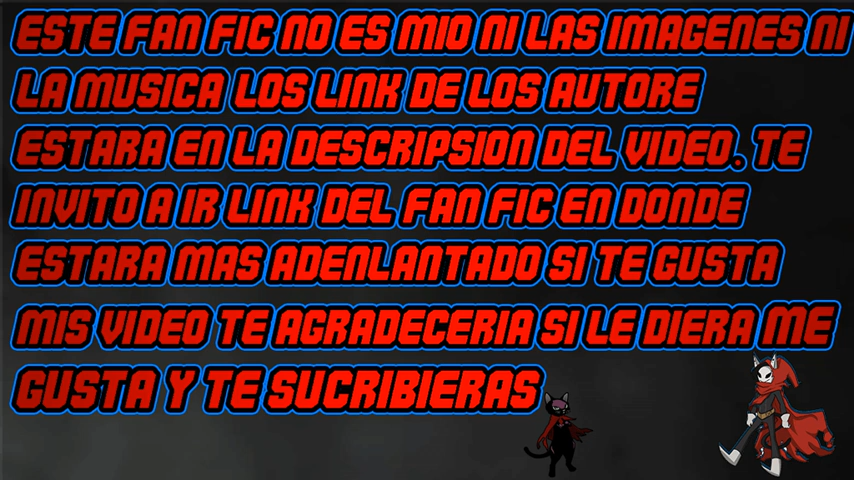 ESTE FAN FIC NO ES MIO NI LAS IMAGENES NI
LA MUSICA LOS LINK DE LOS AUTORE
ESTARA EN LA DESCRIPSION DEL VIDEO. TE
INVITO A IR LINK DEL FAN FIC EN DONDE
ESTARA MAS ADENLANTADO SI TE GUSTA
MIS VIDEO TE AGRADECERIA SI LE DIERA ME
GUSTA Y TE SUCRIBIERAS